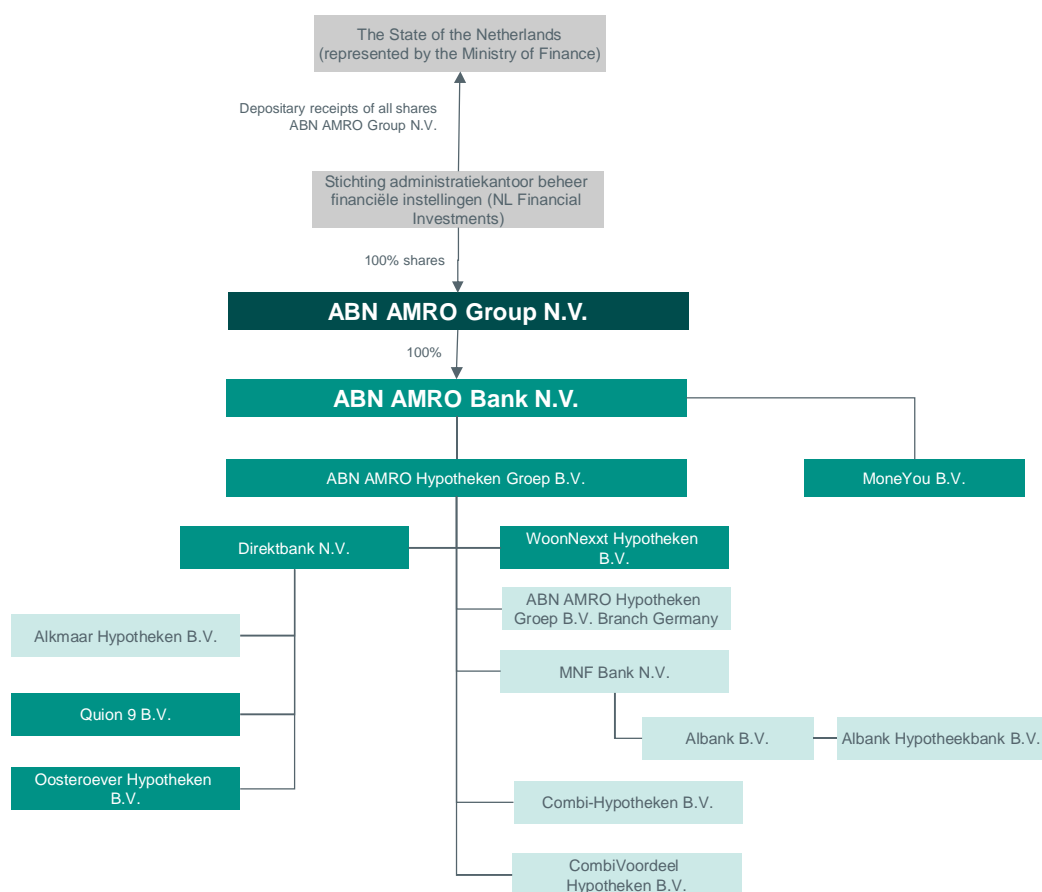 The State of the Netherlands
(represented by the Ministry of Finance)
Depositary receipts of all shares
ABN AMRO Group N.V.
Stichting administratiekantoor beheer
financiële instellingen (NL Financial
Investments)
100% shares
ABN AMRO Group N.V.
100%
ABN AMRO Bank N.V.
ABN AMRO Hypotheken Groep B.V.
MoneYou B.V.
Direktbank N.V.
WoonNexxt Hypotheken
B.V.
ABN AMRO Hypotheken
Groep B.V. Branch Germany
Alkmaar Hypotheken B.V.
MNF Bank N.V.
Quion 9 B.V.
Albank B.V.
Albank Hypotheekbank B.V.
Oosteroever Hypotheken
B.V.
Combi-Hypotheken B.V.
CombiVoordeel
Hypotheken B.V.